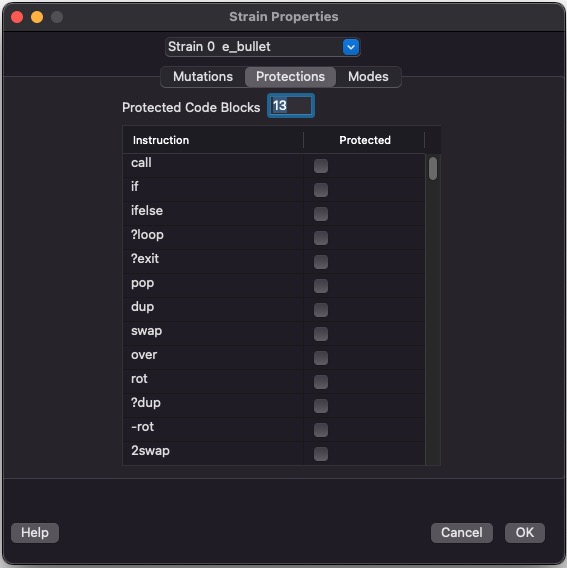 Strain Properties
Strain 0 e_bullet
Mutations Protections Modes
Protected Code Blocks 13
Instruction Protected
call
if
ifelse
?loop
?exit
pop
dup
swap
over
rot
?dup
-rot
2swap
Help Cancel OK